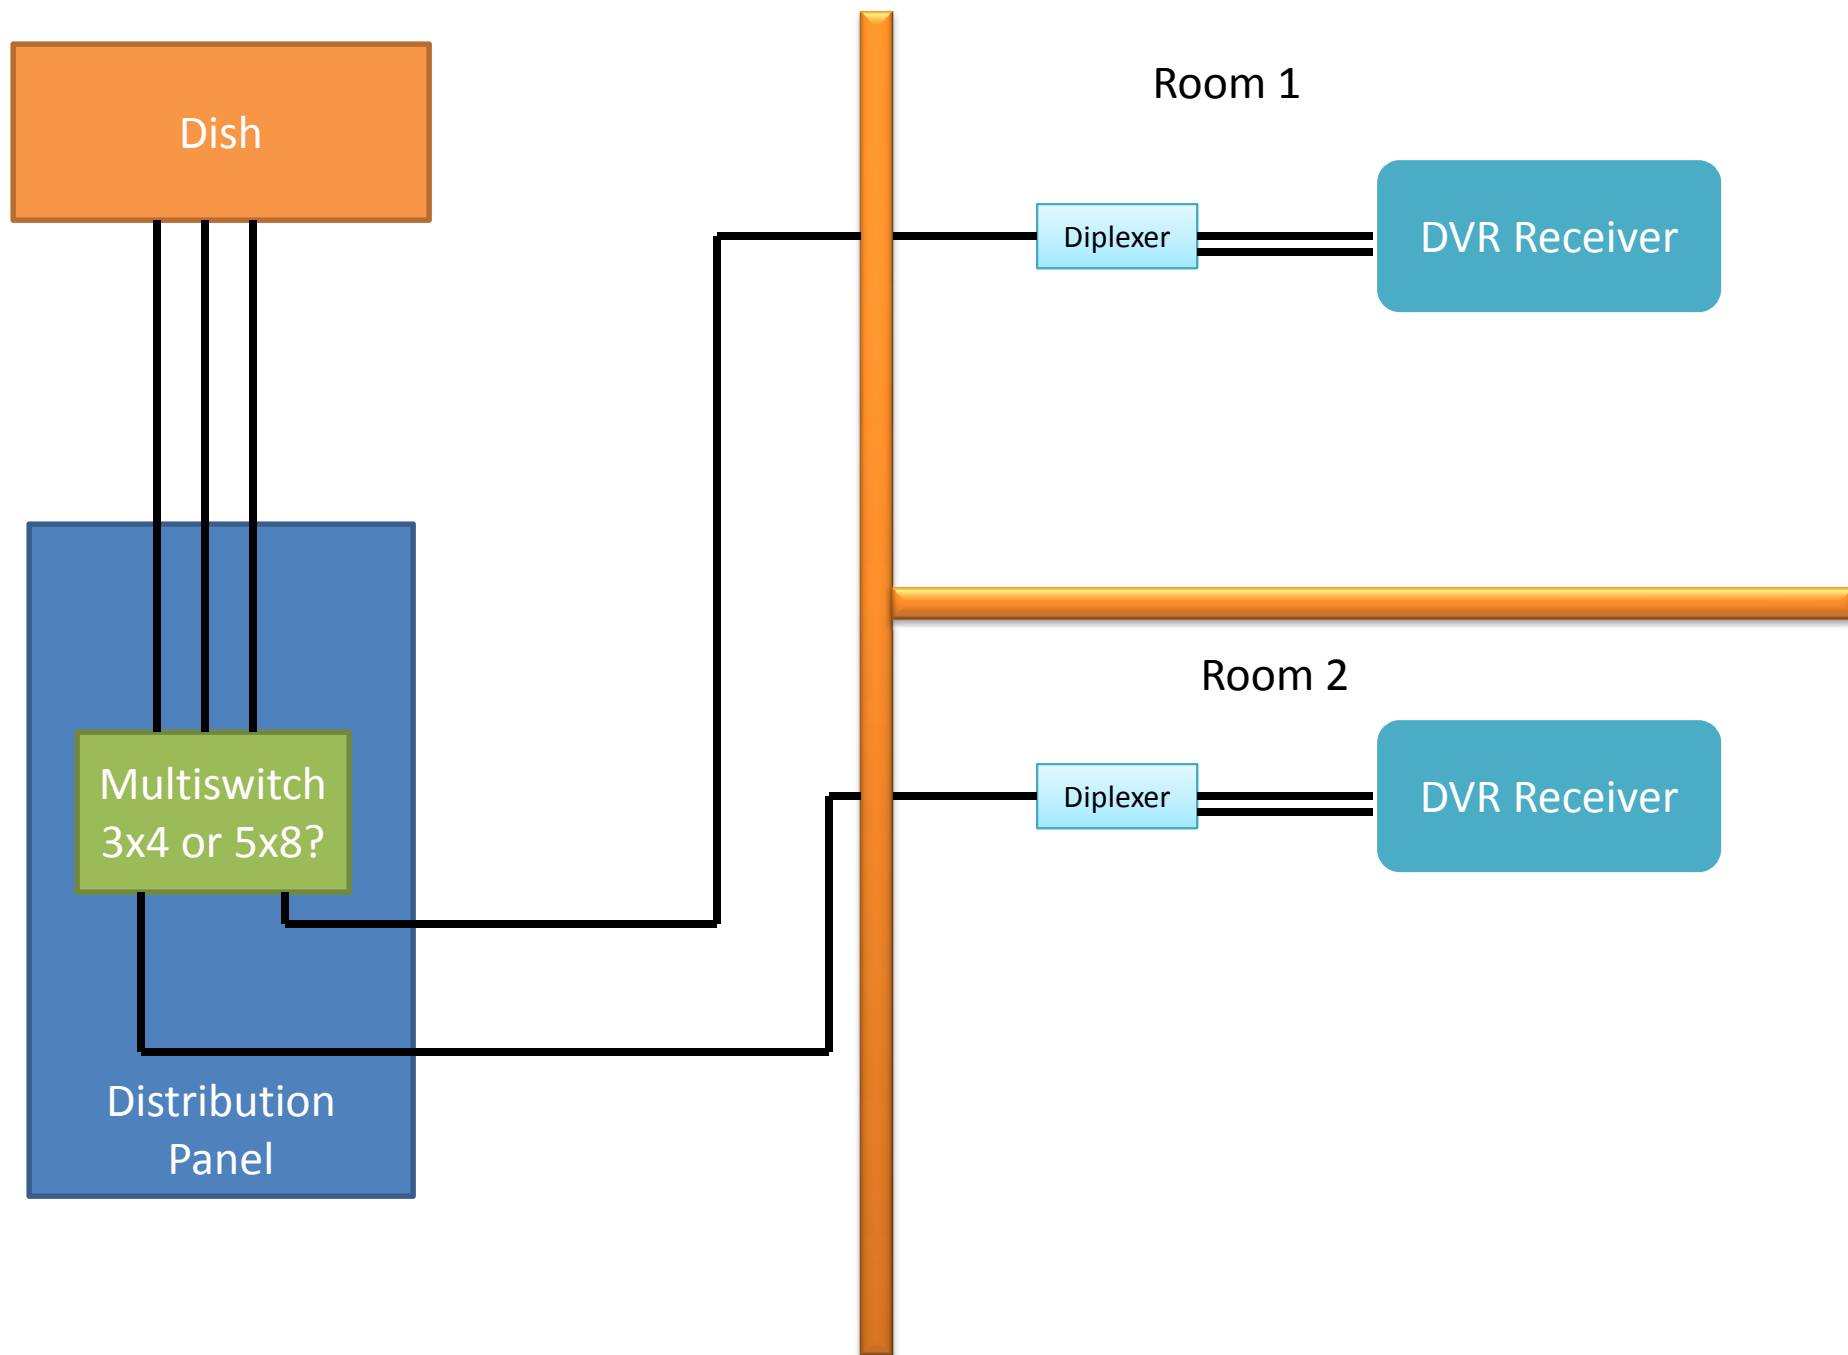 Dish
Room 1
Diplexer
DVR Receiver
Room 2
Multiswitch
3x4 or 5x8?
Diplexer
DVR Receiver
Distribution
Panel